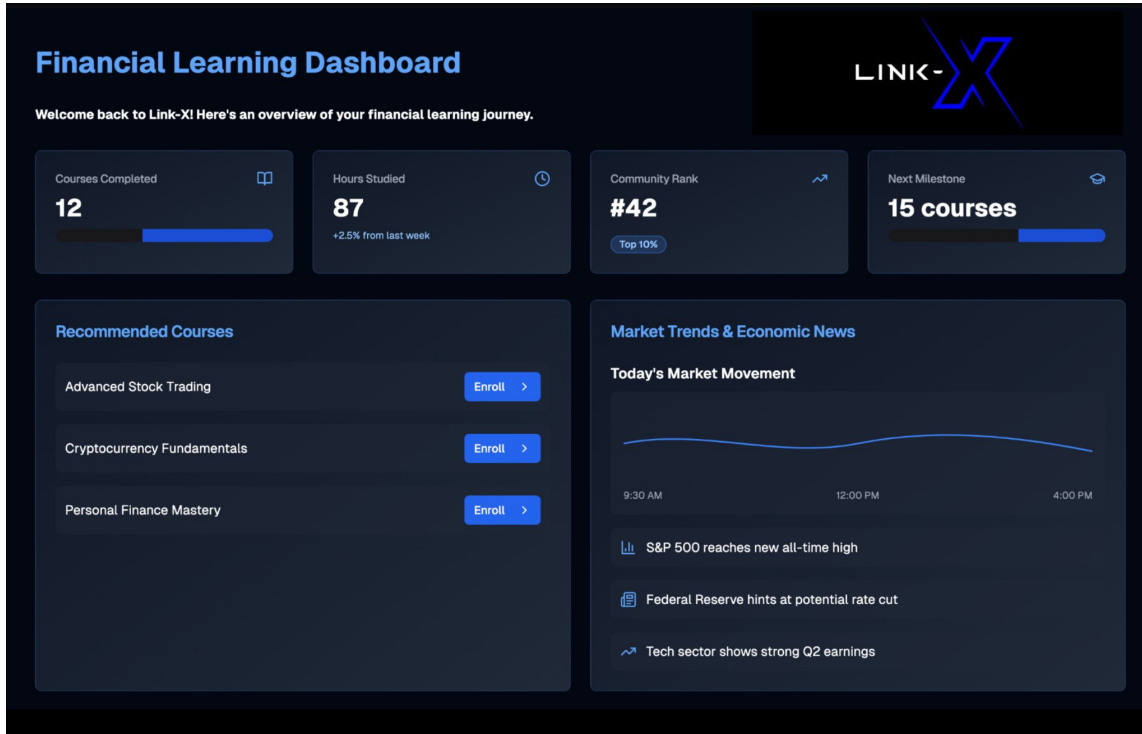 Financial Learning Dashboard
LINK-X
Welcome back to Link-X! Here's an overview of your financial learning journey.
Courses Completed
12
Hours Studied
87
+2.5% from last week
Community Rank
#42
Top 10%
Next Milestone
15 courses
Recommended Courses
Advanced Stock Trading
Enroll
Cryptocurrency Fundamentals
Enroll
Personal Finance Mastery
Enroll
Market Trends & Economic News
Today's Market Movement
9:30 AM
12:00 PM
4:00 PM
S&P 500 reaches new all-time high
Federal Reserve hints at potential rate cut
Tech sector shows strong Q2 earnings